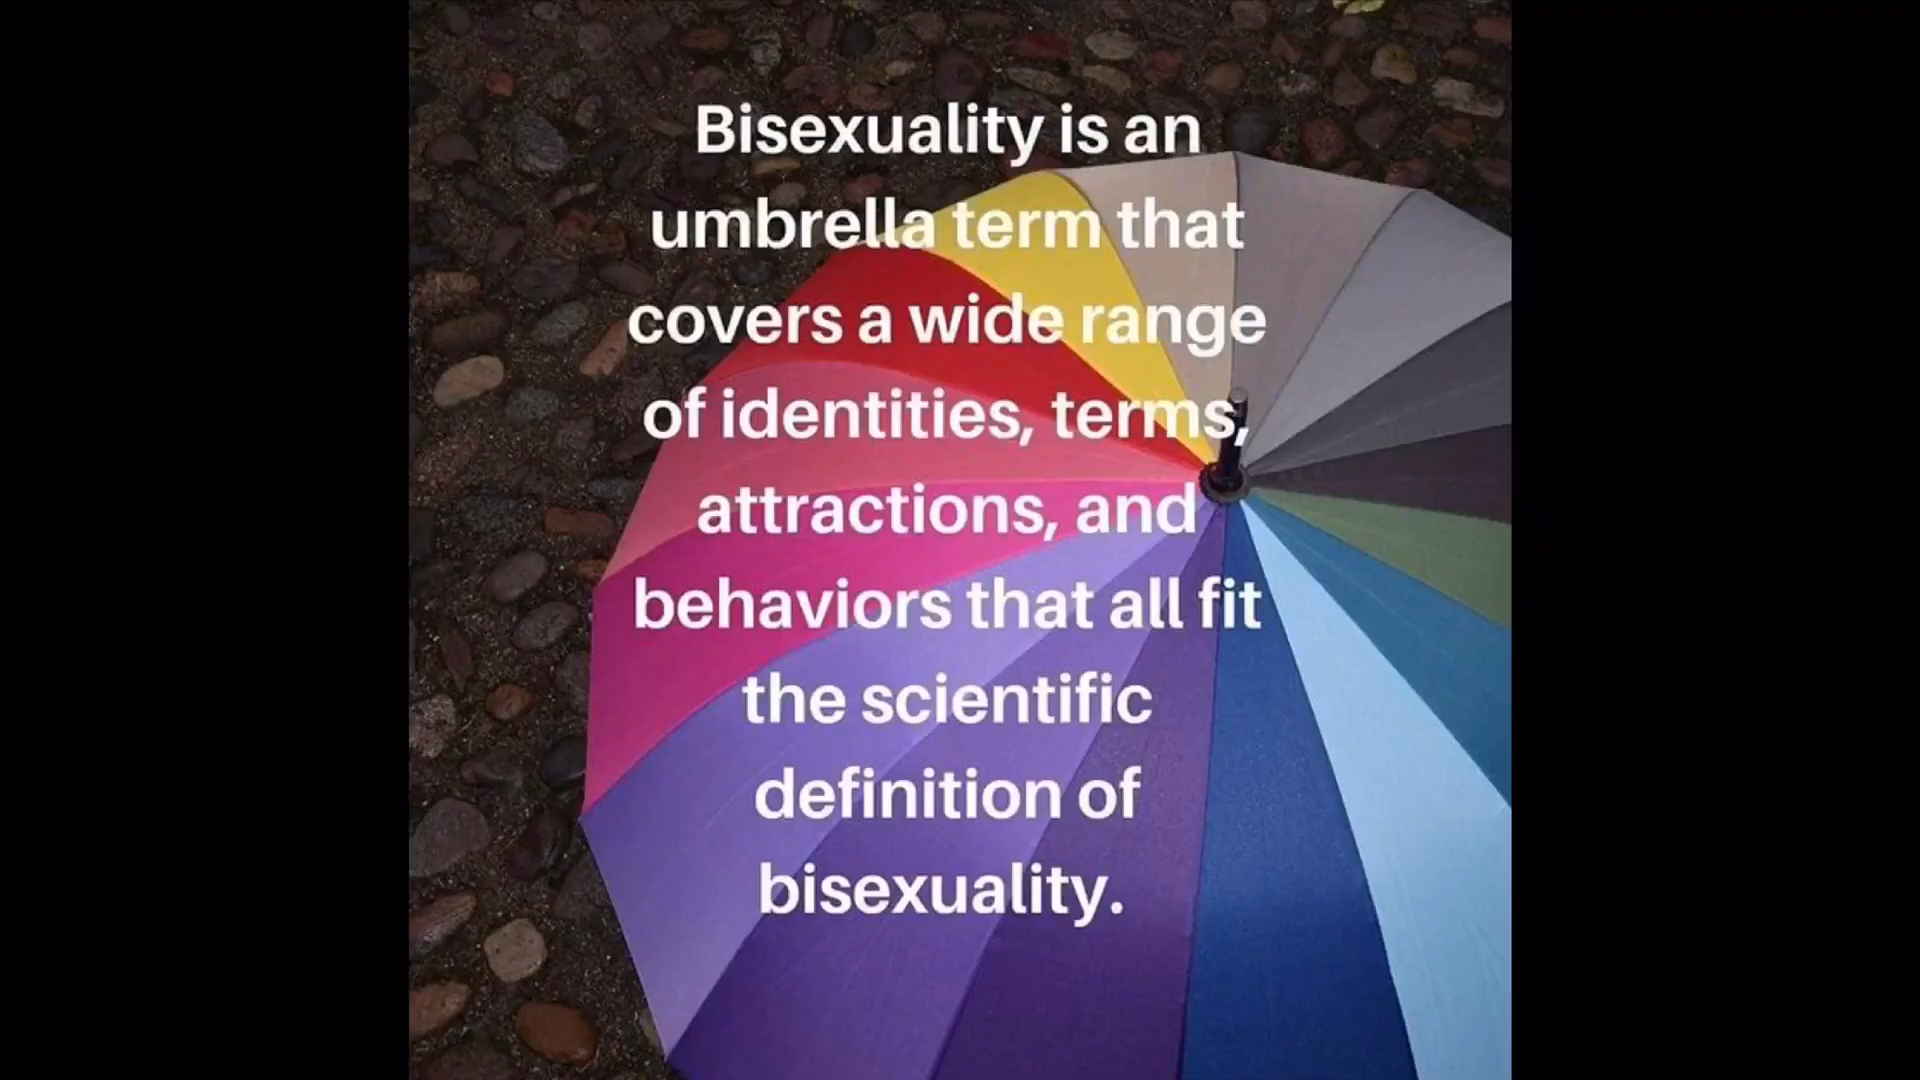 Bisexuality is an
umbrella term that
covers a wide range
of identities, terms,
attractions, and
behaviors that all fit
the scientific
definition of
bisexuality.